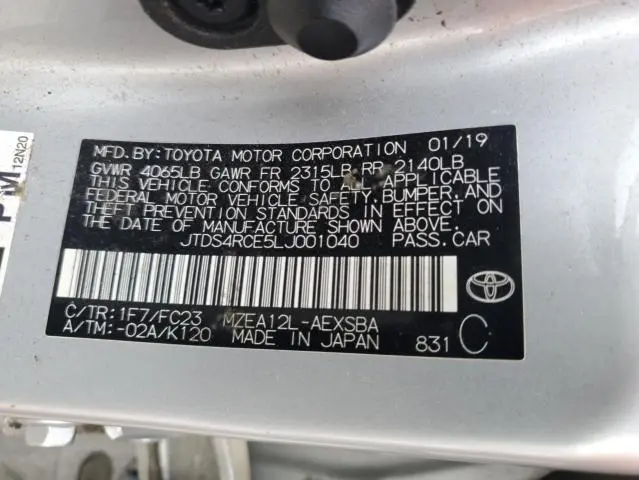 MFD. BY: TOYOTA MOTOR CORPORATION 01/19
GVWR 4065LB GAWR FR 2315LB RR 2140LB
THIS VEHICLE CONFORMS TO ALL APPLICABLE
FEDERAL MOTOR VEHICLE SAFETY, BUMPER, AND
THEFT PREVENTION STANDARDS IN EFFECT ON
THE DATE OF MANUFACTURE SHOWN ABOVE.
JTDS4RCE5LJ001040 PASS. CAR
C/TR: 1F7/FC23 MZEA12L-AEXSBA
A/TM: -02A/K120 MADE IN JAPAN 831 C
12N20